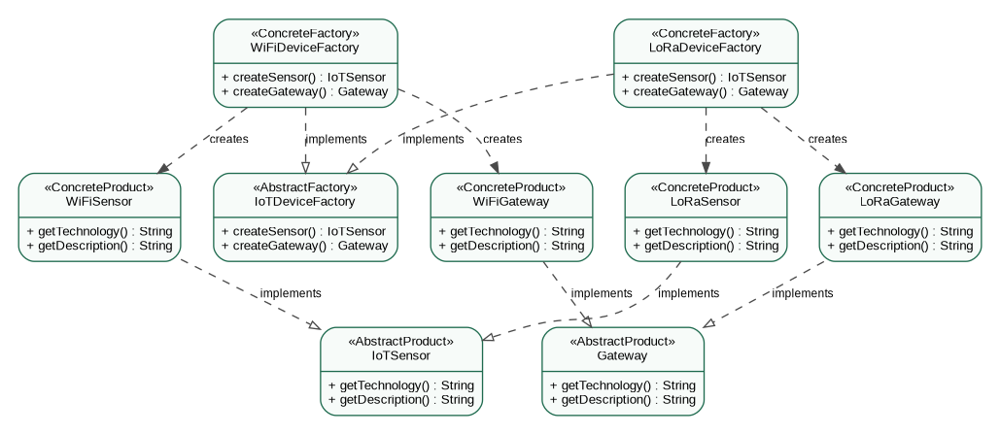 «ConcreteFactory»
WiFiDeviceFactory
+ createSensor() : IoTSensor
+ createGateway() : Gateway
«ConcreteFactory»
LoRaDeviceFactory
+ createSensor() : IoTSensor
+ createGateway() : Gateway
creates
implements
implements
creates
creates
creates
«ConcreteProduct»
WiFiSensor
+ getTechnology() : String
+ getDescription() : String
«AbstractFactory»
IoTDeviceFactory
+ createSensor() : IoTSensor
+ createGateway() : Gateway
«ConcreteProduct»
WiFiGateway
+ getTechnology() : String
+ getDescription() : String
«ConcreteProduct»
LoRaSensor
+ getTechnology() : String
+ getDescription() : String
«ConcreteProduct»
LoRaGateway
+ getTechnology() : String
+ getDescription() : String
implements
implements
implements
implements
«AbstractProduct»
IoTSensor
+ getTechnology() : String
+ getDescription() : String
«AbstractProduct»
Gateway
+ getTechnology() : String
+ getDescription() : String